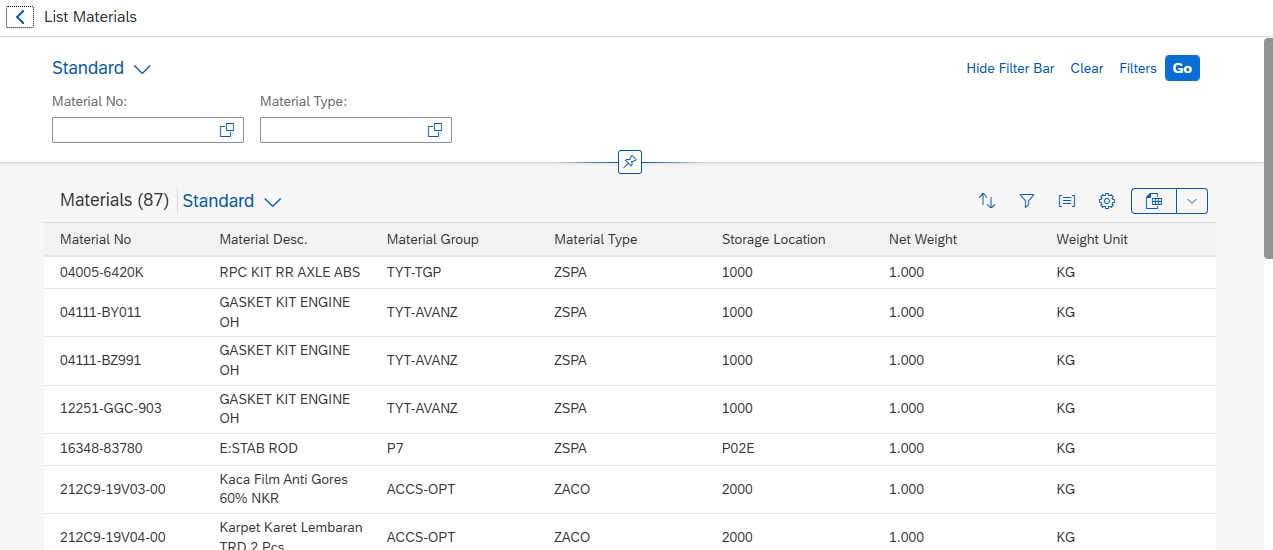 List Materials
Standard
Hide Filter Bar Clear Filters Go
Material No: Material Type:
Materials (87) Standard
Material No Material Desc. Material Group Material Type Storage Location Net Weight Weight Unit
04005-6420K RPC KIT RR AXLE ABS TYT-TGP ZSPA 1000 1.000 KG
04111-BY011 GASKET KIT ENGINE OH TYT-AVANZ ZSPA 1000 1.000 KG
04111-BZ991 GASKET KIT ENGINE OH TYT-AVANZ ZSPA 1000 1.000 KG
12251-GGC-903 GASKET KIT ENGINE OH TYT-AVANZ ZSPA 1000 1.000 KG
16348-83780 E:STAB ROD P7 ZSPA P02E 1.000 KG
212C9-19V03-00 Kaca Film Anti Gores 60% NKR ACCS-OPT ZACO 2000 1.000 KG
212C9-19V04-00 Karpet Karet Lembaran TRD 2 Pcs ACCS-OPT ZACO 2000 1.000 KG